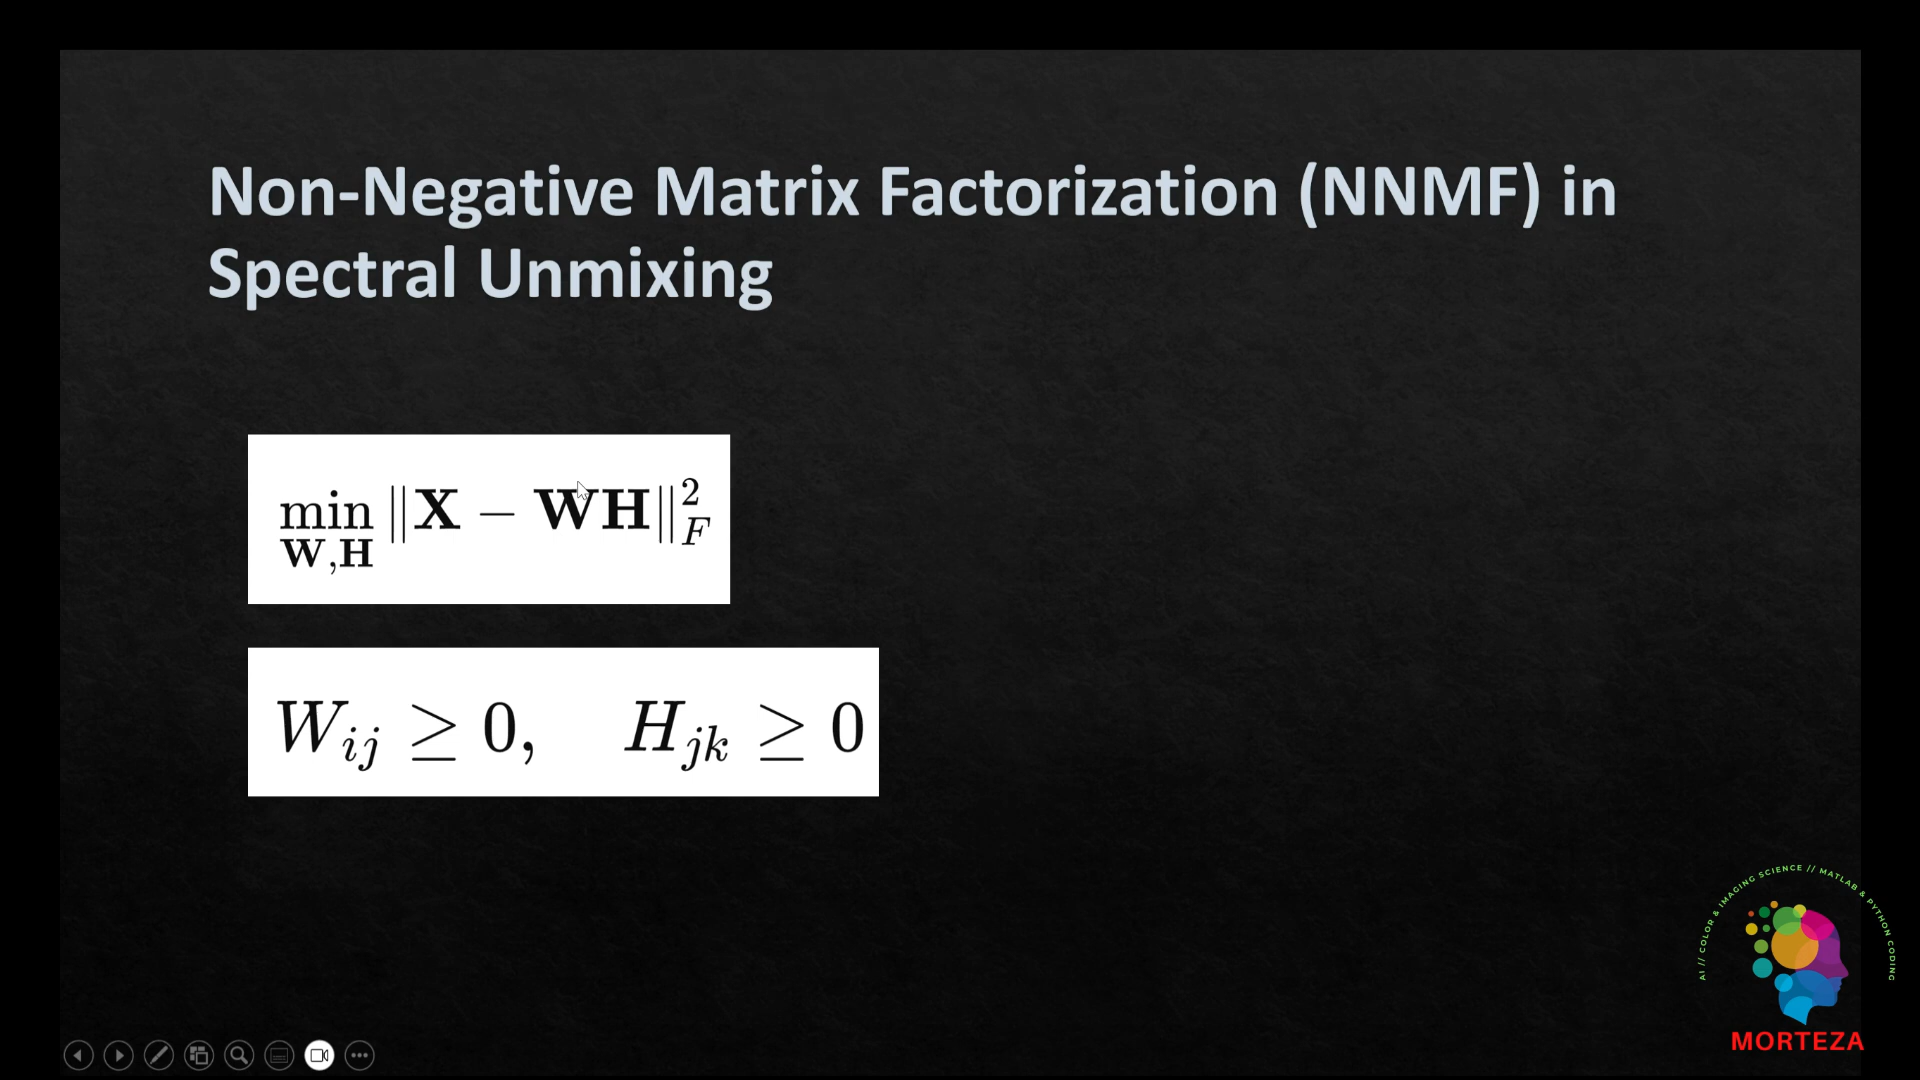 Non-Negative Matrix Factorization (NNMF) in
Spectral Unmixing
min ‖X − WH‖²_F
W,H
W_ij ≥ 0, H_jk ≥ 0
AI // COLOR & IMAGING SCIENCE // MATLAB & PYTHON CODING
MORTEZA